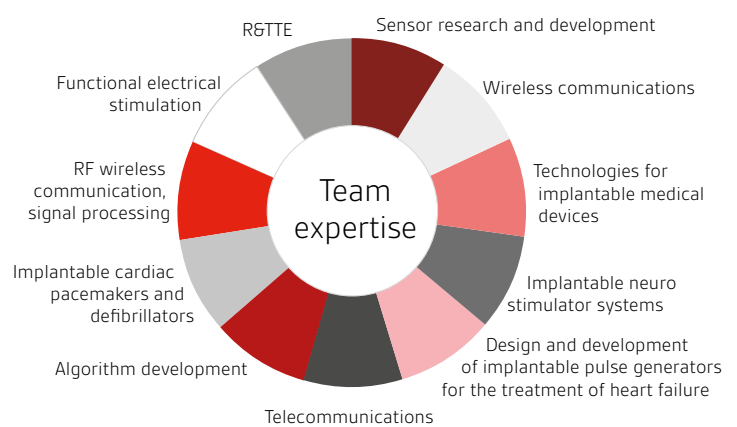 R&TTE
Sensor research and development
Wireless communications
Technologies for
implantable medical
devices
Implantable neuro
stimulator systems
Design and development
of implantable pulse generators
for the treatment of heart failure
Telecommunications
Algorithm development
Implantable cardiac
pacemakers and
defibrillators
RF wireless
communication,
signal processing
Functional electrical
stimulation
Team
expertise